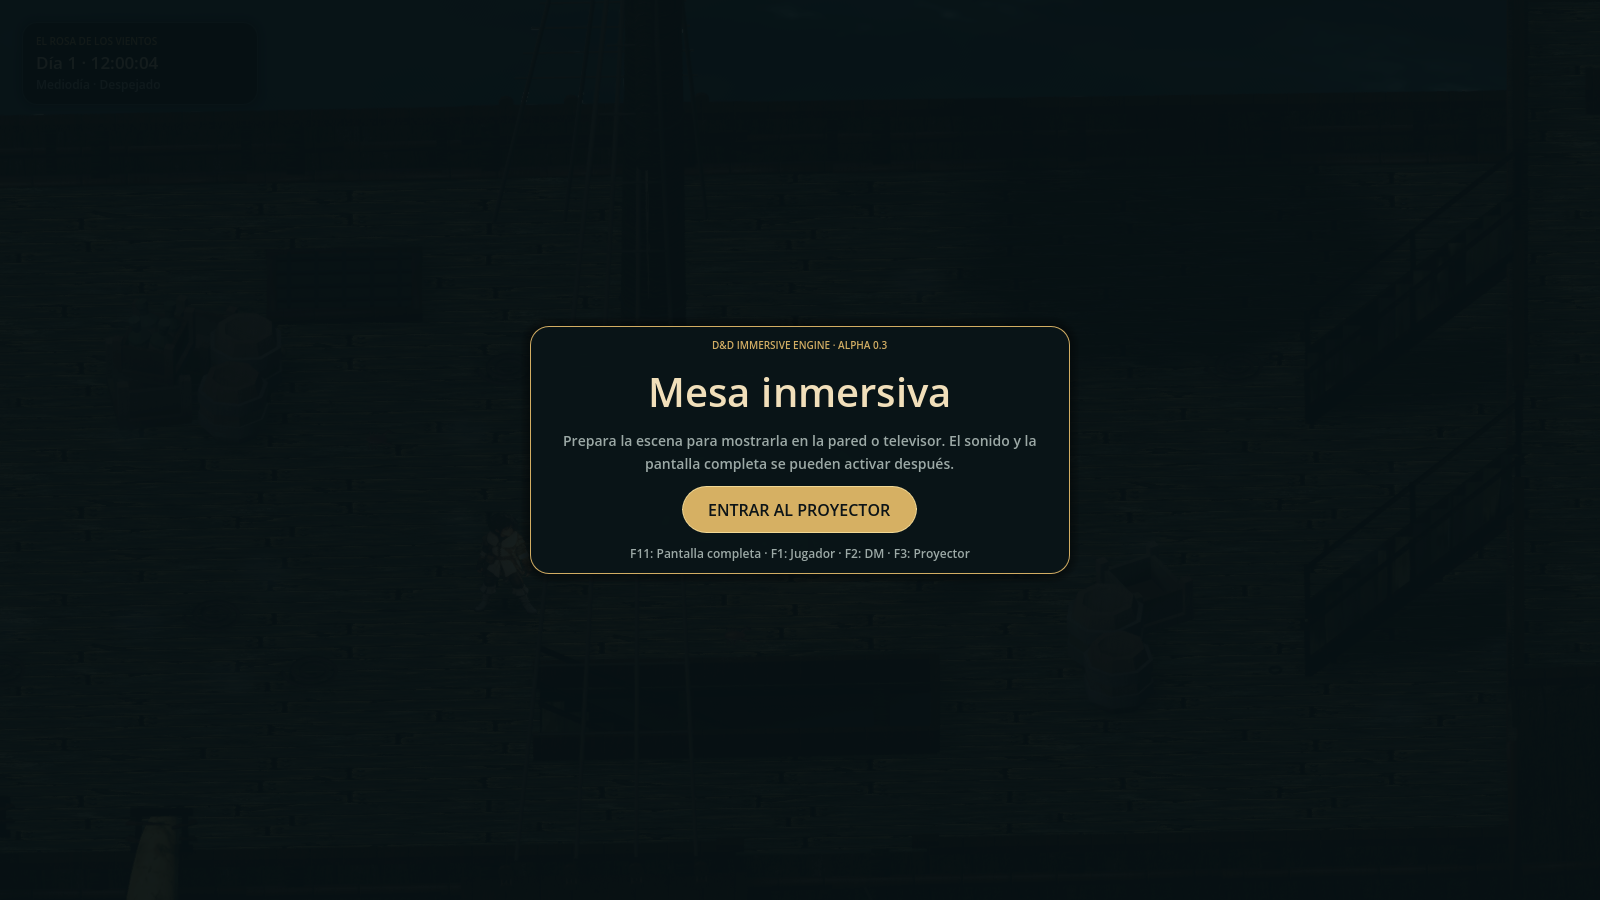 EL ROSA DE LOS VIENTOS
Día 1 · 12:00:04
Mediodía · Despejado
D&D IMMERSIVE ENGINE · ALPHA 0.3
Mesa inmersiva
Prepara la escena para mostrarla en la pared o televisor. El sonido y la
pantalla completa se pueden activar después.
ENTRAR AL PROYECTOR
F11: Pantalla completa · F1: Jugador · F2: DM · F3: Proyector